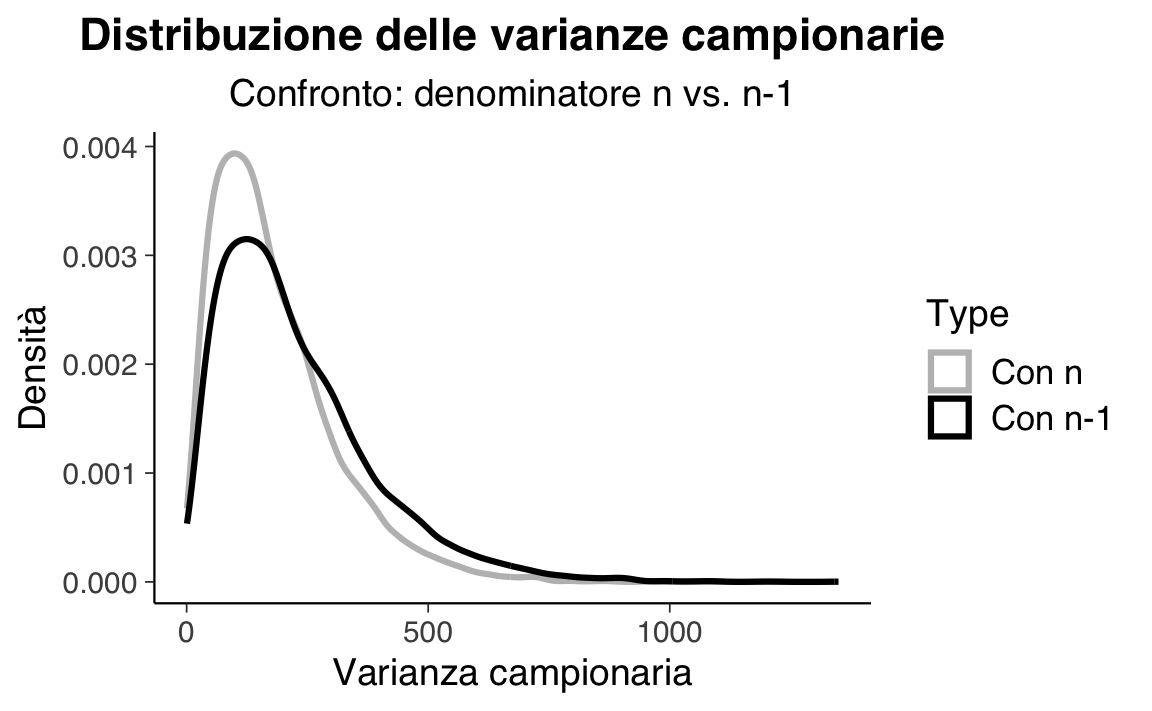 Distribuzione delle varianze campionarie
Confronto: denominatore n vs. n-1
0.004
0.003
0.002
0.001
0.000
Densità
0
500
1000
Varianza campionaria
Type
Con n
Con n-1